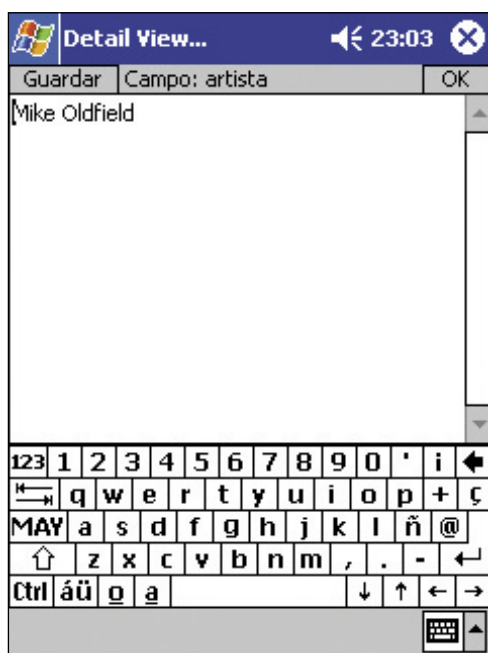 Detail View... 23:03
Guardar Campo: artista OK
Mike Oldfield
123 1 2 3 4 5 6 7 8 9 0 ' ¡
q w e r t y u i o p + ç
MAY a s d f g h j k l ñ @
z x c v b n m , . -
Ctrl áü o a ↓ ↑ ← →